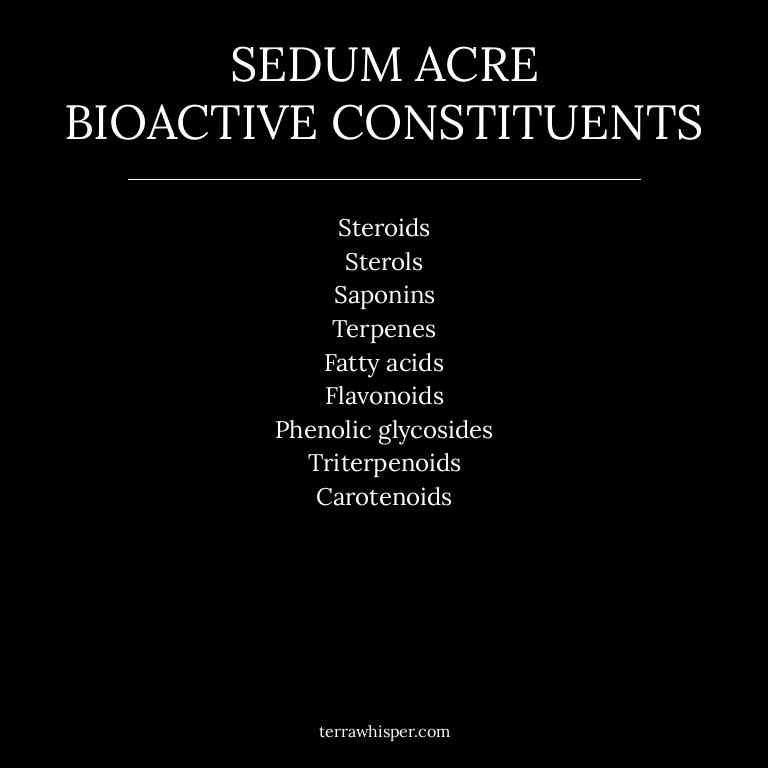 SEDUM ACRE
BIOACTIVE CONSTITUENTS
Steroids
Sterols
Saponins
Terpenes
Fatty acids
Flavonoids
Phenolic glycosides
Triterpenoids
Carotenoids
terrawhisper.com